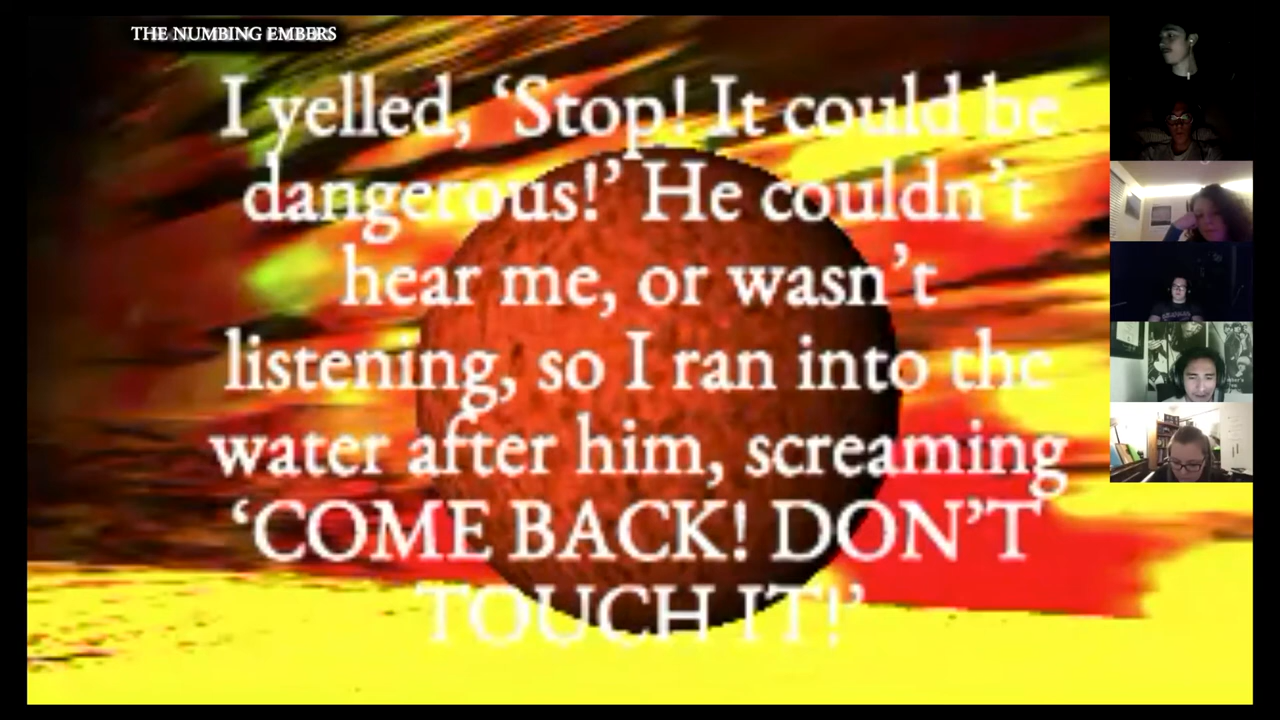 THE NUMBING EMBERS
I yelled, ‘Stop! It could be
dangerous!’ He couldn’t
hear me, or wasn’t
listening, so I ran into the
water after him, screaming
‘COME BACK! DON’T
TOUCH IT!’